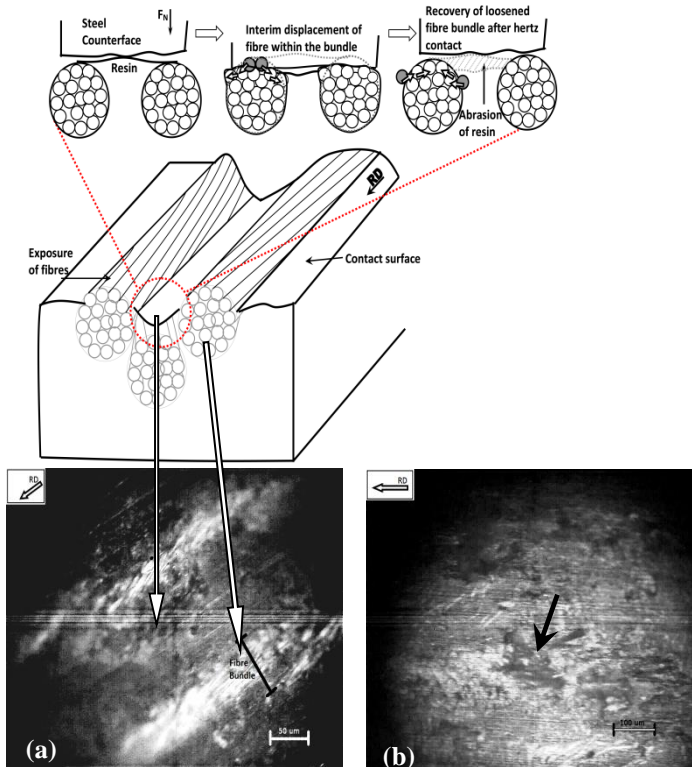 Steel
Counterface
F_N
Resin
Interim displacement of
fibre within the bundle
Recovery of loosened
fibre bundle after hertz
contact
Abrasion
of resin
RD
Exposure
of fibres
Contact surface
RD
Fibre
Bundle
50 um
(a)
RD
100 um
(b)